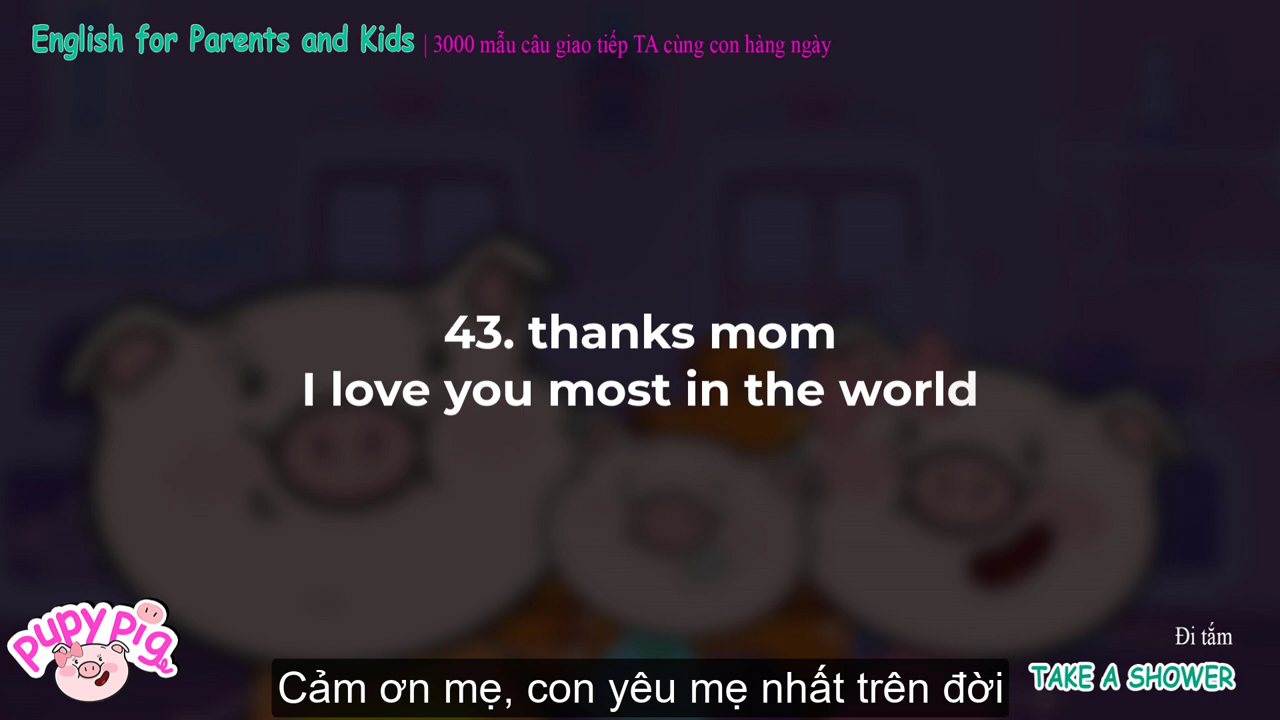 English for Parents and Kids | 3000 mẫu câu giao tiếp TA cùng con hàng ngày
43. thanks mom
I love you most in the world
pupy pig
Đi tắm
TAKE A SHOWER
Cảm ơn mẹ, con yêu mẹ nhất trên đời